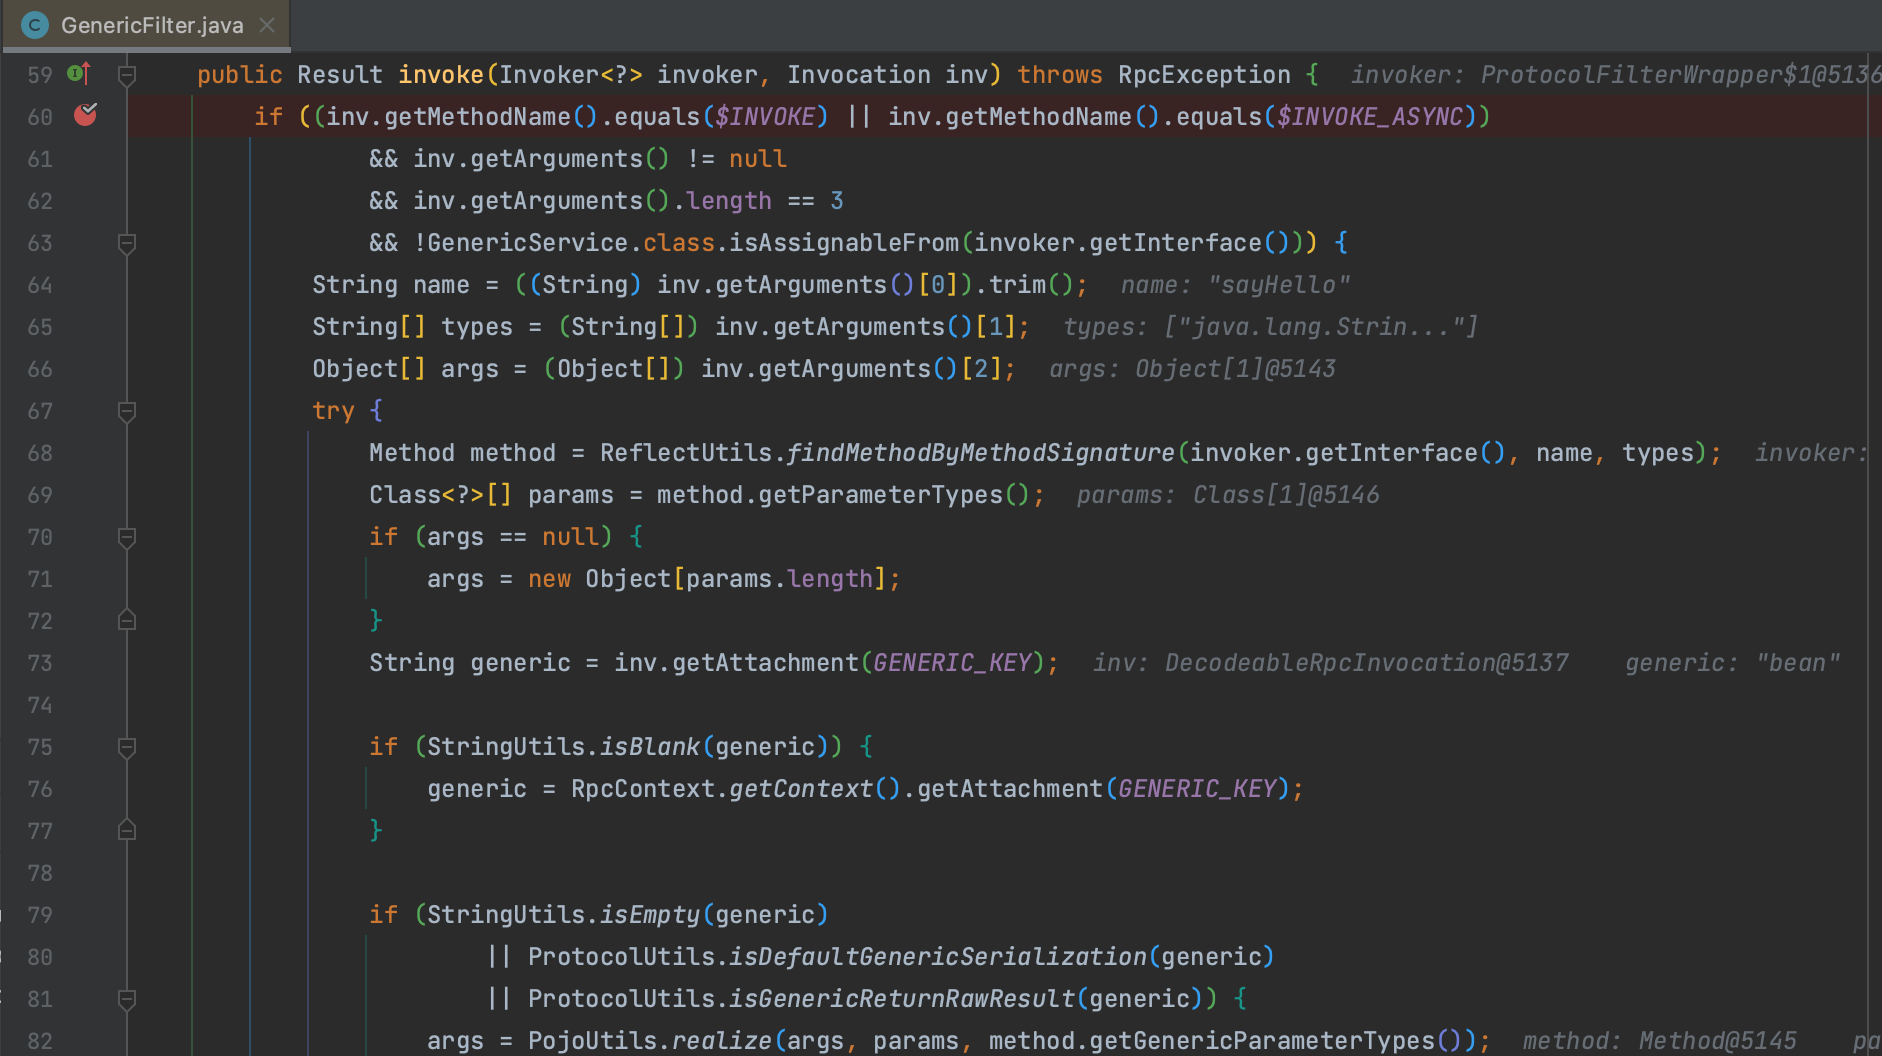 GenericFilter.java
59 public Result invoke(Invoker<?> invoker, Invocation inv) throws RpcException { invoker: ProtocolFilterWrapper$1@5136
60 if ((inv.getMethodName().equals($INVOKE) || inv.getMethodName().equals($INVOKE_ASYNC))
61 && inv.getArguments() != null
62 && inv.getArguments().length == 3
63 && !GenericService.class.isAssignableFrom(invoker.getInterface())) {
64 String name = ((String) inv.getArguments()[0]).trim(); name: "sayHello"
65 String[] types = (String[]) inv.getArguments()[1]; types: ["java.lang.Strin..."]
66 Object[] args = (Object[]) inv.getArguments()[2]; args: Object[1]@5143
67 try {
68 Method method = ReflectUtils.findMethodByMethodSignature(invoker.getInterface(), name, types); invoker:
69 Class<?>[] params = method.getParameterTypes(); params: Class[1]@5146
70 if (args == null) {
71 args = new Object[params.length];
72 }
73 String generic = inv.getAttachment(GENERIC_KEY); inv: DecodeableRpcInvocation@5137 generic: "bean"
74
75 if (StringUtils.isBlank(generic)) {
76 generic = RpcContext.getContext().getAttachment(GENERIC_KEY);
77 }
78
79 if (StringUtils.isEmpty(generic)
80 || ProtocolUtils.isDefaultGenericSerialization(generic)
81 || ProtocolUtils.isGenericReturnRawResult(generic)) {
82 args = PojoUtils.realize(args, params, method.getGenericParameterTypes()); method: Method@5145 pa